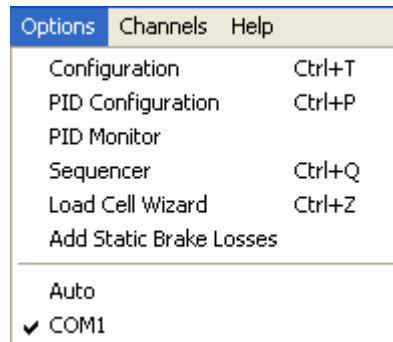 Options Channels Help
Configuration Ctrl+T
PID Configuration Ctrl+P
PID Monitor
Sequencer Ctrl+Q
Load Cell Wizard Ctrl+Z
Add Static Brake Losses
Auto
✔ COM1